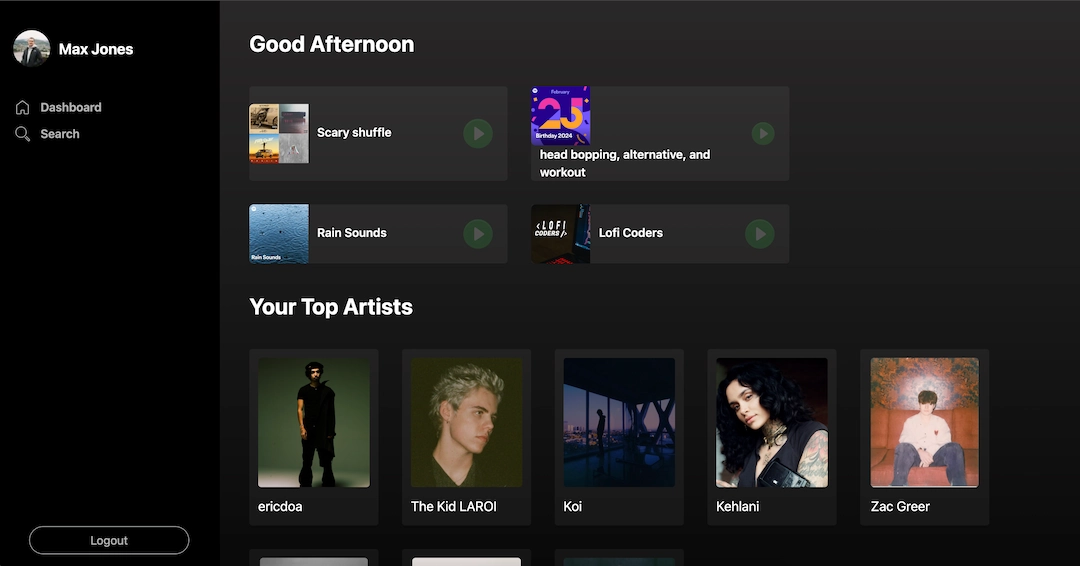 Max Jones
Dashboard
Search
Logout
Good Afternoon
Scary shuffle
February
25
Birthday 2024
head bopping, alternative, and
workout
Rain Sounds
Rain Sounds
<LOFI
CODERS/>
Lofi Coders
Your Top Artists
ericdoa
The Kid LAROI
Koi
Kehlani
Zac Greer